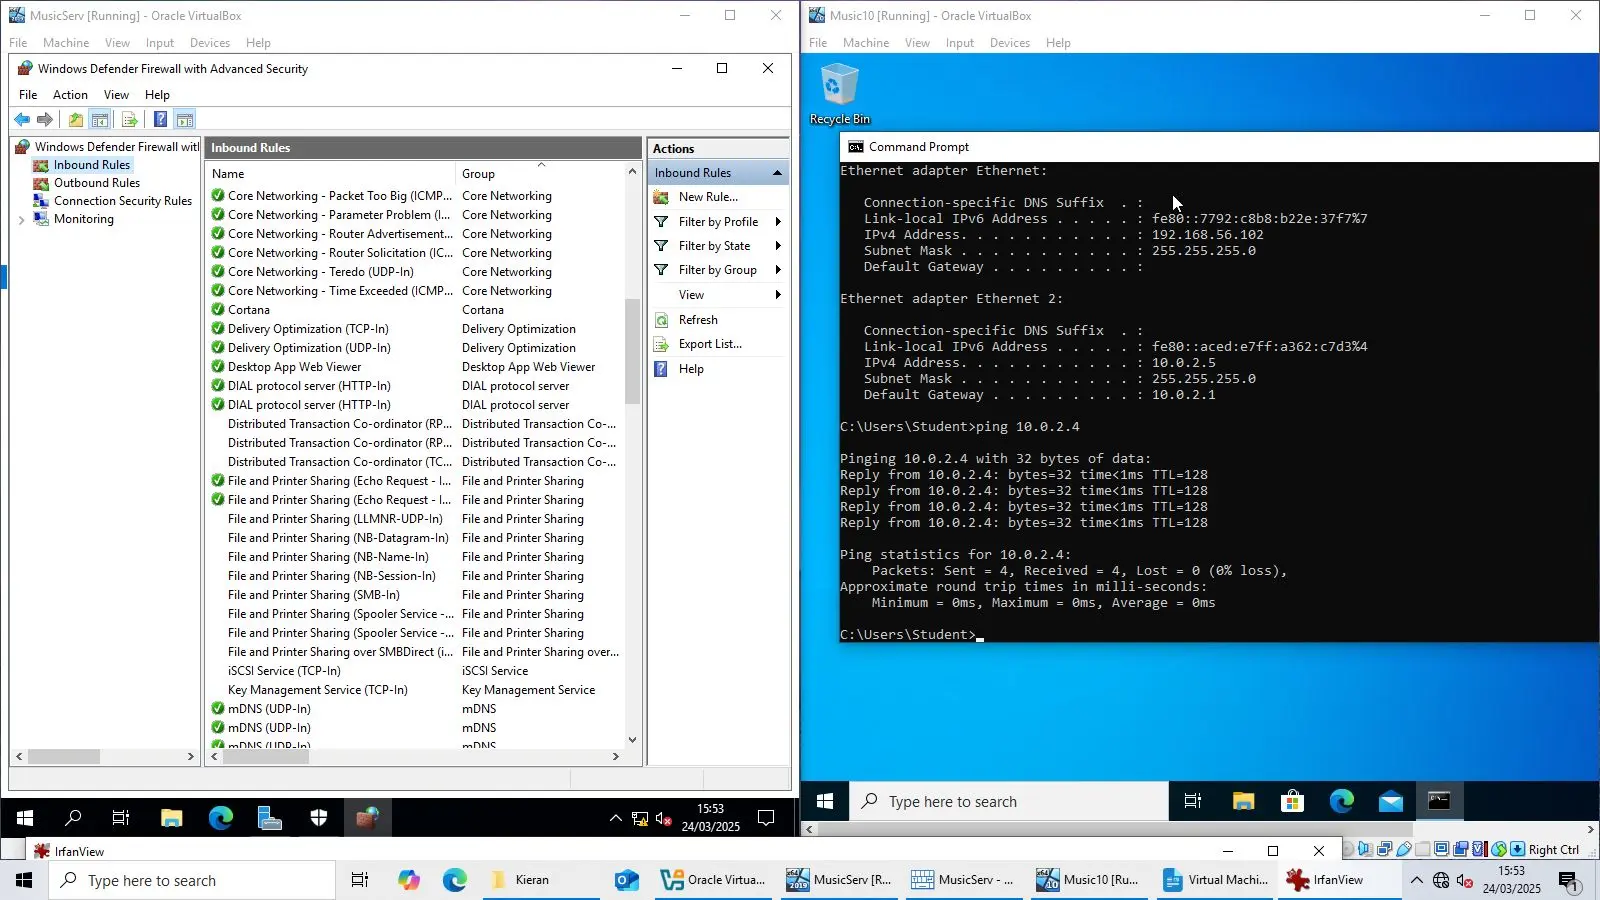 MusicServ [Running] - Oracle VirtualBox
File Machine View Input Devices Help
Windows Defender Firewall with Advanced Security
File Action View Help
Windows Defender Firewall wit
Inbound Rules
Outbound Rules
Connection Security Rules
Monitoring
Inbound Rules
Name Group
Core Networking - Packet Too Big (ICMP... Core Networking
Core Networking - Parameter Problem (I... Core Networking
Core Networking - Router Advertisement... Core Networking
Core Networking - Router Solicitation (IC... Core Networking
Core Networking - Teredo (UDP-In) Core Networking
Core Networking - Time Exceeded (ICMP... Core Networking
Cortana Cortana
Delivery Optimization (TCP-In) Delivery Optimization
Delivery Optimization (UDP-In) Delivery Optimization
Desktop App Web Viewer Desktop App Web Viewer
DIAL protocol server (HTTP-In) DIAL protocol server
DIAL protocol server (HTTP-In) DIAL protocol server
Distributed Transaction Co-ordinator (RP... Distributed Transaction Co-...
Distributed Transaction Co-ordinator (RP... Distributed Transaction Co-...
Distributed Transaction Co-ordinator (TC... Distributed Transaction Co-...
File and Printer Sharing (Echo Request - I... File and Printer Sharing
File and Printer Sharing (Echo Request - I... File and Printer Sharing
File and Printer Sharing (LLMNR-UDP-In) File and Printer Sharing
File and Printer Sharing (NB-Datagram-In) File and Printer Sharing
File and Printer Sharing (NB-Name-In) File and Printer Sharing
File and Printer Sharing (NB-Session-In) File and Printer Sharing
File and Printer Sharing (SMB-In) File and Printer Sharing
File and Printer Sharing (Spooler Service -... File and Printer Sharing
File and Printer Sharing (Spooler Service -... File and Printer Sharing
File and Printer Sharing over SMBDirect (i... File and Printer Sharing over...
iSCSI Service (TCP-In) iSCSI Service
Key Management Service (TCP-In) Key Management Service
mDNS (UDP-In) mDNS
mDNS (UDP-In) mDNS
mDNS (UDP-In) mDNS
Actions
Inbound Rules
New Rule...
Filter by Profile
Filter by State
Filter by Group
View
Refresh
Export List...
Help
15:53
24/03/2025
Music10 [Running] - Oracle VirtualBox
File Machine View Input Devices Help
Recycle Bin
Command Prompt
Ethernet adapter Ethernet:
Connection-specific DNS Suffix . :
Link-local IPv6 Address . . . . . : fe80::7792:c8b8:b22e:37f7%7
IPv4 Address. . . . . . . . . . . : 192.168.56.102
Subnet Mask . . . . . . . . . . . : 255.255.255.0
Default Gateway . . . . . . . . . :
Ethernet adapter Ethernet 2:
Connection-specific DNS Suffix . :
Link-local IPv6 Address . . . . . : fe80::aced:e7ff:a362:c7d3%4
IPv4 Address. . . . . . . . . . . : 10.0.2.5
Subnet Mask . . . . . . . . . . . : 255.255.255.0
Default Gateway . . . . . . . . . : 10.0.2.1
C:\Users\Student>ping 10.0.2.4
Pinging 10.0.2.4 with 32 bytes of data:
Reply from 10.0.2.4: bytes=32 time<1ms TTL=128
Reply from 10.0.2.4: bytes=32 time<1ms TTL=128
Reply from 10.0.2.4: bytes=32 time<1ms TTL=128
Reply from 10.0.2.4: bytes=32 time<1ms TTL=128
Ping statistics for 10.0.2.4:
Packets: Sent = 4, Received = 4, Lost = 0 (0% loss),
Approximate round trip times in milli-seconds:
Minimum = 0ms, Maximum = 0ms, Average = 0ms
C:\Users\Student>
Type here to search
Right Ctrl
IrfanView
Type here to search
Kieran
Oracle Virtua...
MusicServ [R...
MusicServ - ...
Music10 [Ru...
Virtual Machi...
IrfanView
15:53
24/03/2025
1